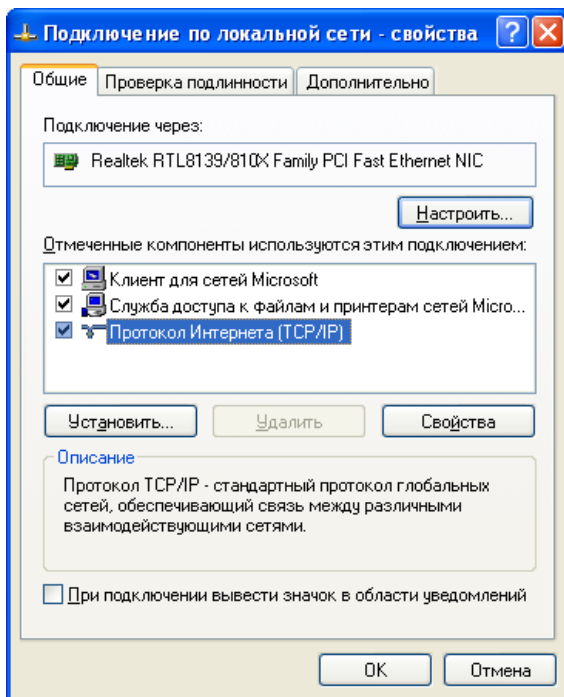 Подключение по локальной сети - свойства
Общие
Проверка подлинности
Дополнительно
Подключение через:
Realtek RTL8139/810X Family PCI Fast Ethernet NIC
Настроить...
Отмеченные компоненты используются этим подключением:
Клиент для сетей Microsoft
Служба доступа к файлам и принтерам сетей Micro...
Протокол Интернета (TCP/IP)
Установить...
Удалить
Свойства
Описание
Протокол TCP/IP - стандартный протокол глобальных
сетей, обеспечивающий связь между различными
взаимодействующими сетями.
При подключении вывести значок в области уведомлений
OK
Отмена